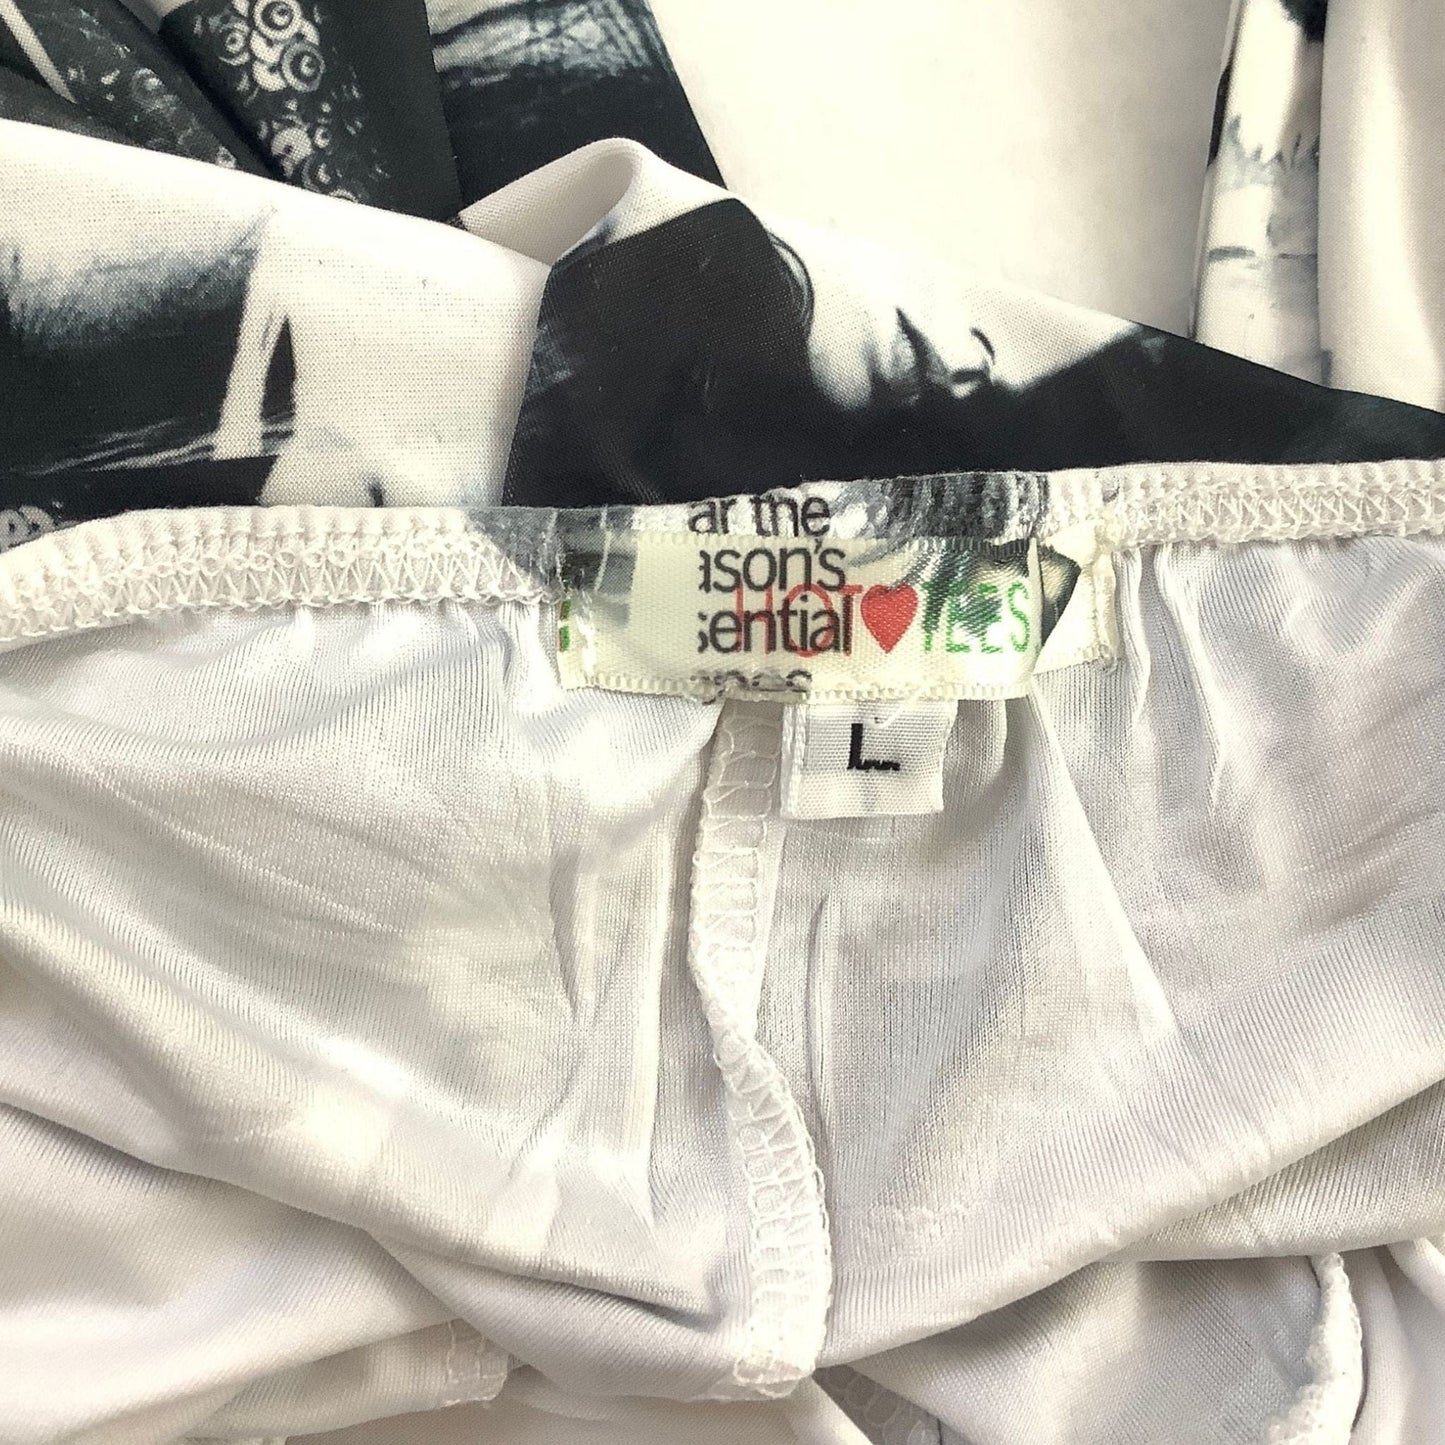 ar the
ason's
sential
HOT❤TEES
L